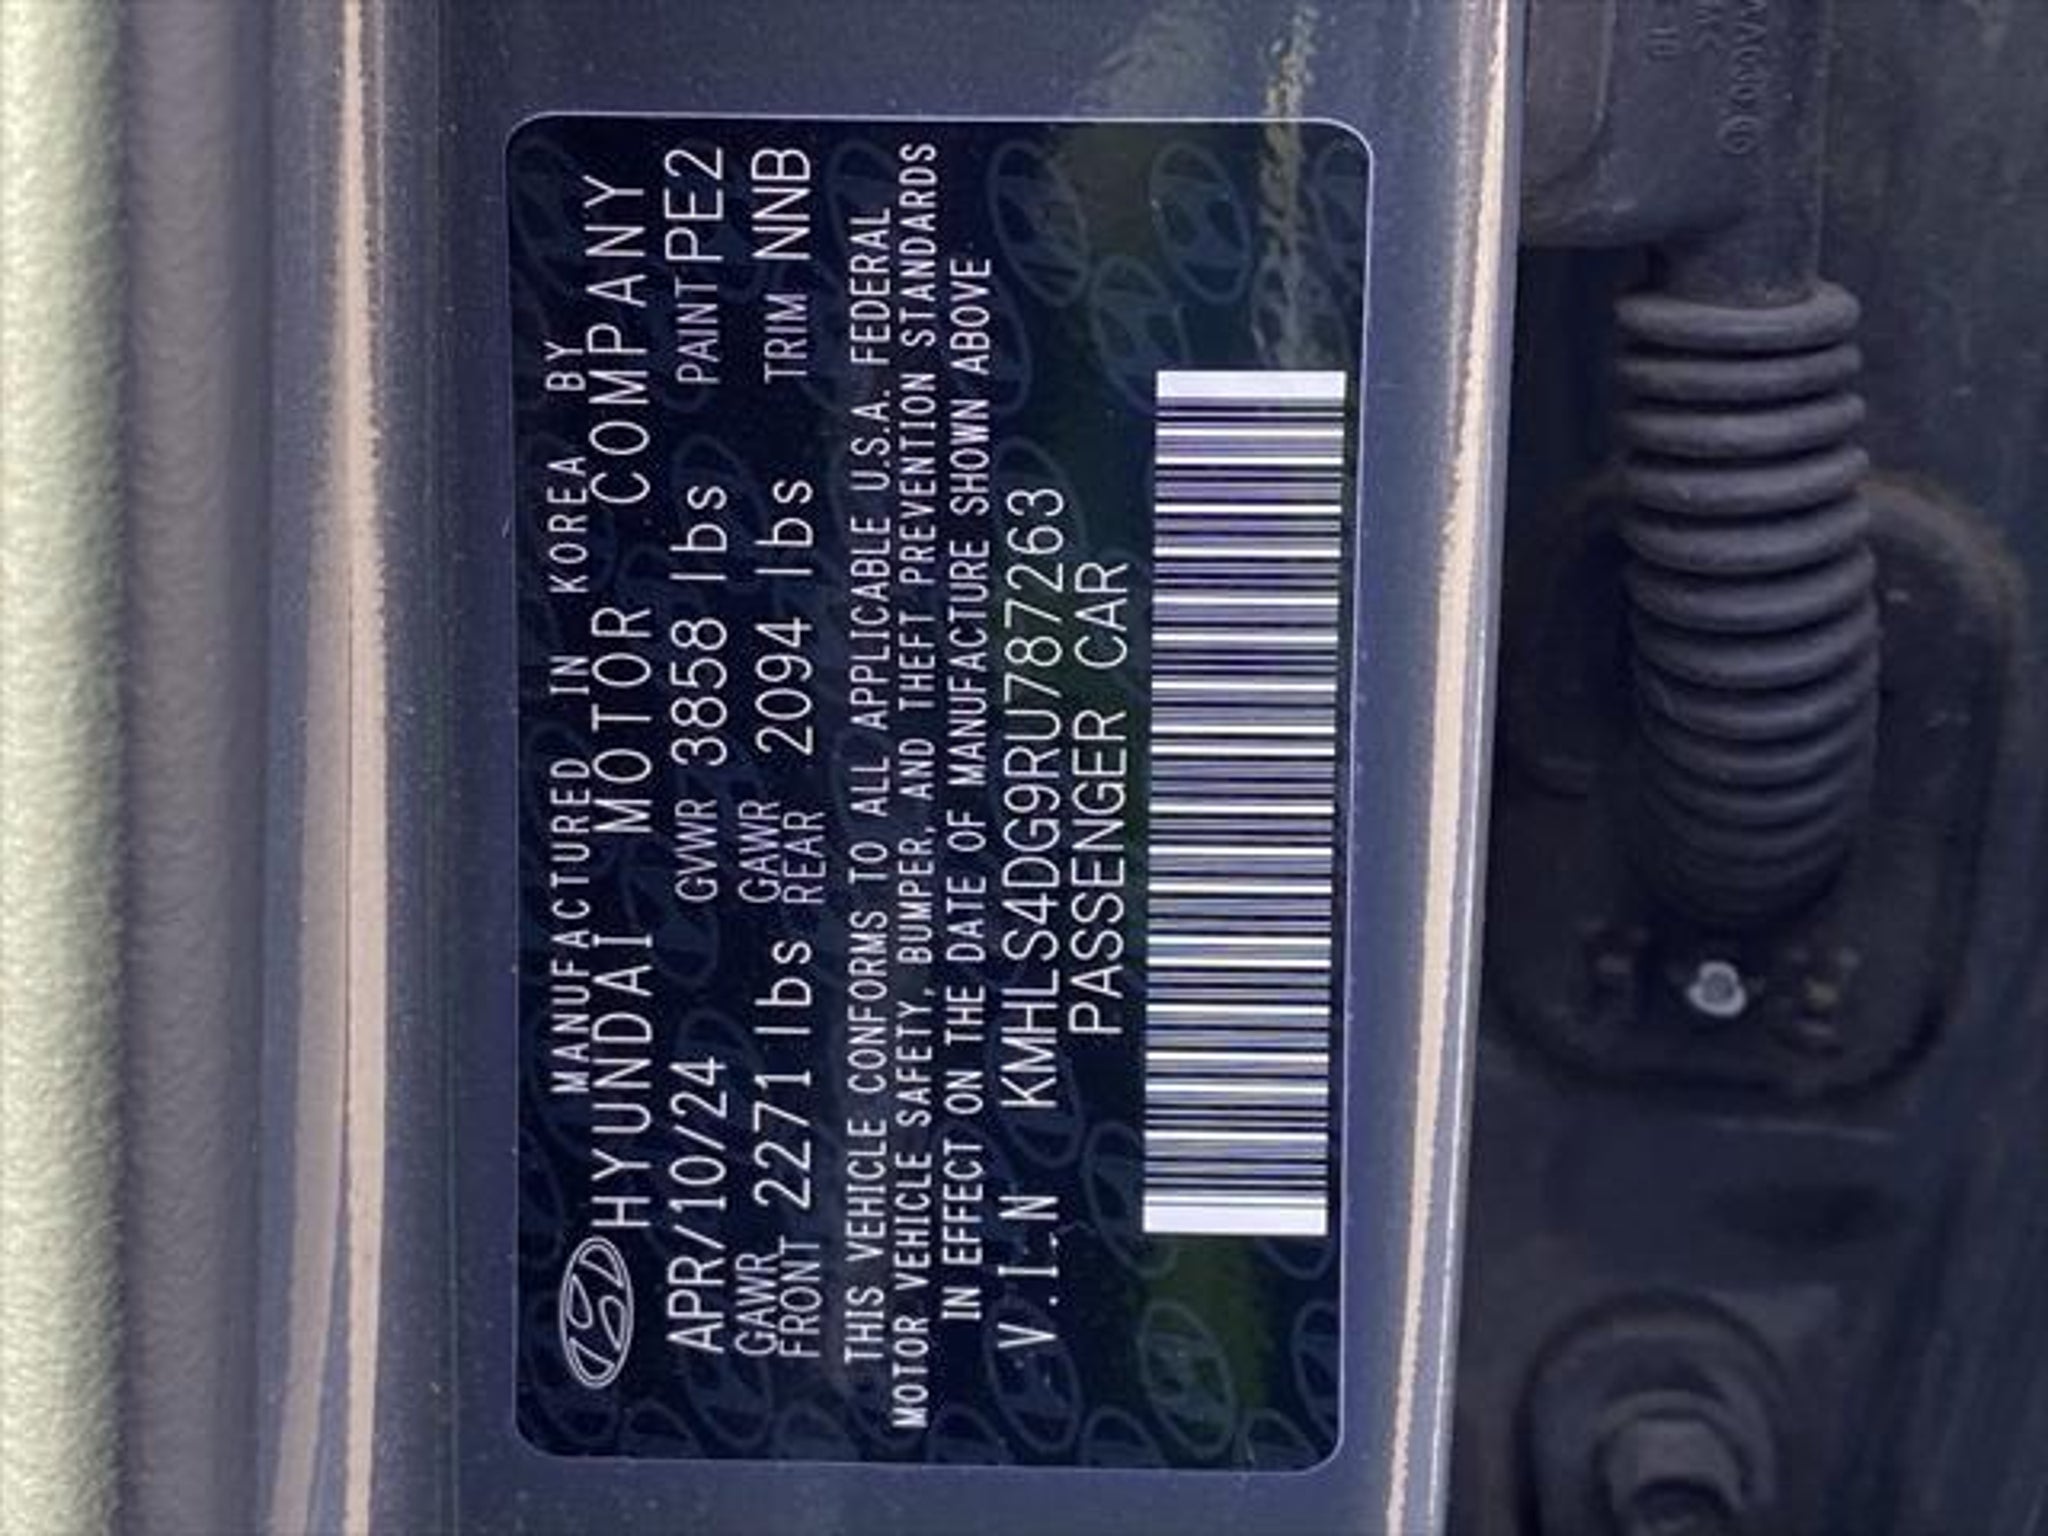 MANUFACTURED IN KOREA BY
HYUNDAI MOTOR COMPANY
APR/10/24 GVWR 3858 lbs PAINT PE2
GAWR FRONT 2271 lbs GAWR REAR 2094 lbs TRIM NNB
THIS VEHICLE CONFORMS TO ALL APPLICABLE U.S.A. FEDERAL
MOTOR VEHICLE SAFETY, BUMPER, AND THEFT PREVENTION STANDARDS
IN EFFECT ON THE DATE OF MANUFACTURE SHOWN ABOVE
V.I.N KMHLS4DG9RU787263
PASSENGER CAR